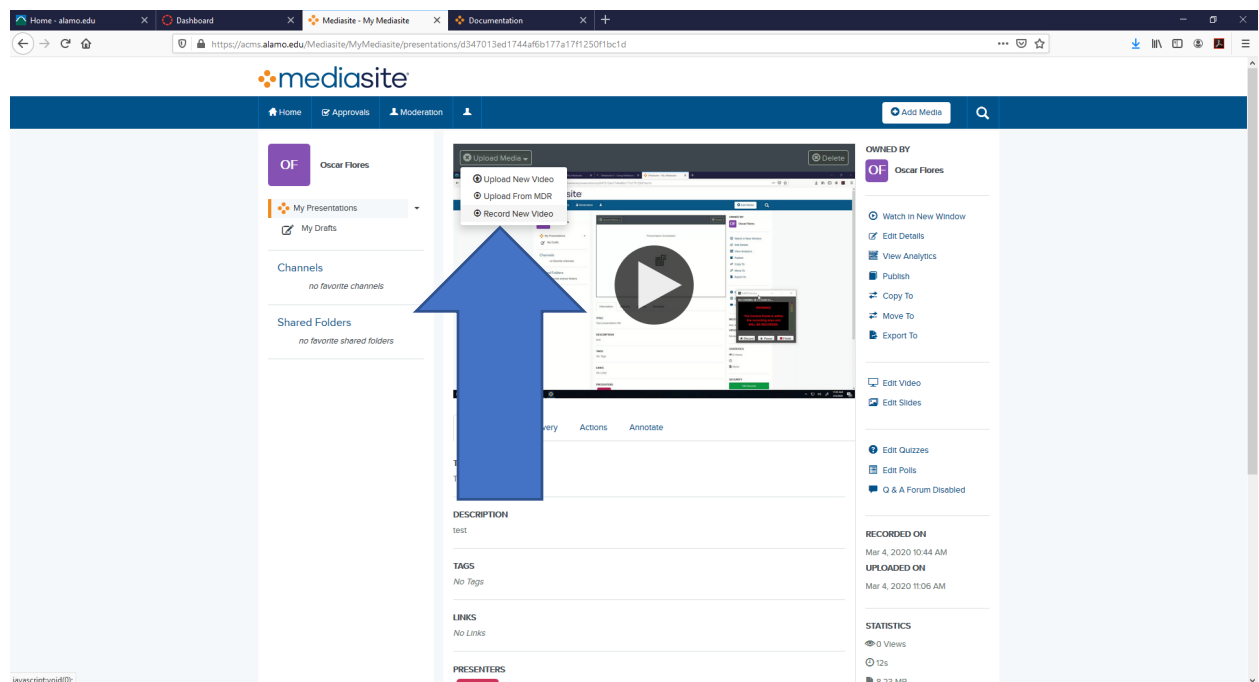 Home - alamo.edu
Dashboard
Mediasite - My Mediasite
Documentation
https://acms.alamo.edu/Mediasite/MyMediasite/presentations/d347013ed1744af6b177a17f1250f1bc1d
mediasite
Home
Approvals
Moderation
Add Media
OF
Oscar Flores
My Presentations
My Drafts
Channels
no favorite channels
Shared Folders
no favorite shared folders
Upload Media
Delete
Upload New Video
Upload From MDR
Record New Video
site
Actions
Annotate
DESCRIPTION
test
TAGS
No Tags
LINKS
No Links
PRESENTERS
OWNED BY
OF
Oscar Flores
Watch in New Window
Edit Details
View Analytics
Publish
Copy To
Move To
Export To
Edit Video
Edit Slides
Edit Quizzes
Edit Polls
Q & A Forum Disabled
RECORDED ON
Mar 4, 2020 10:44 AM
UPLOADED ON
Mar 4, 2020 11:06 AM
STATISTICS
0 Views
12s
8.23 MB
javascript:void(0);